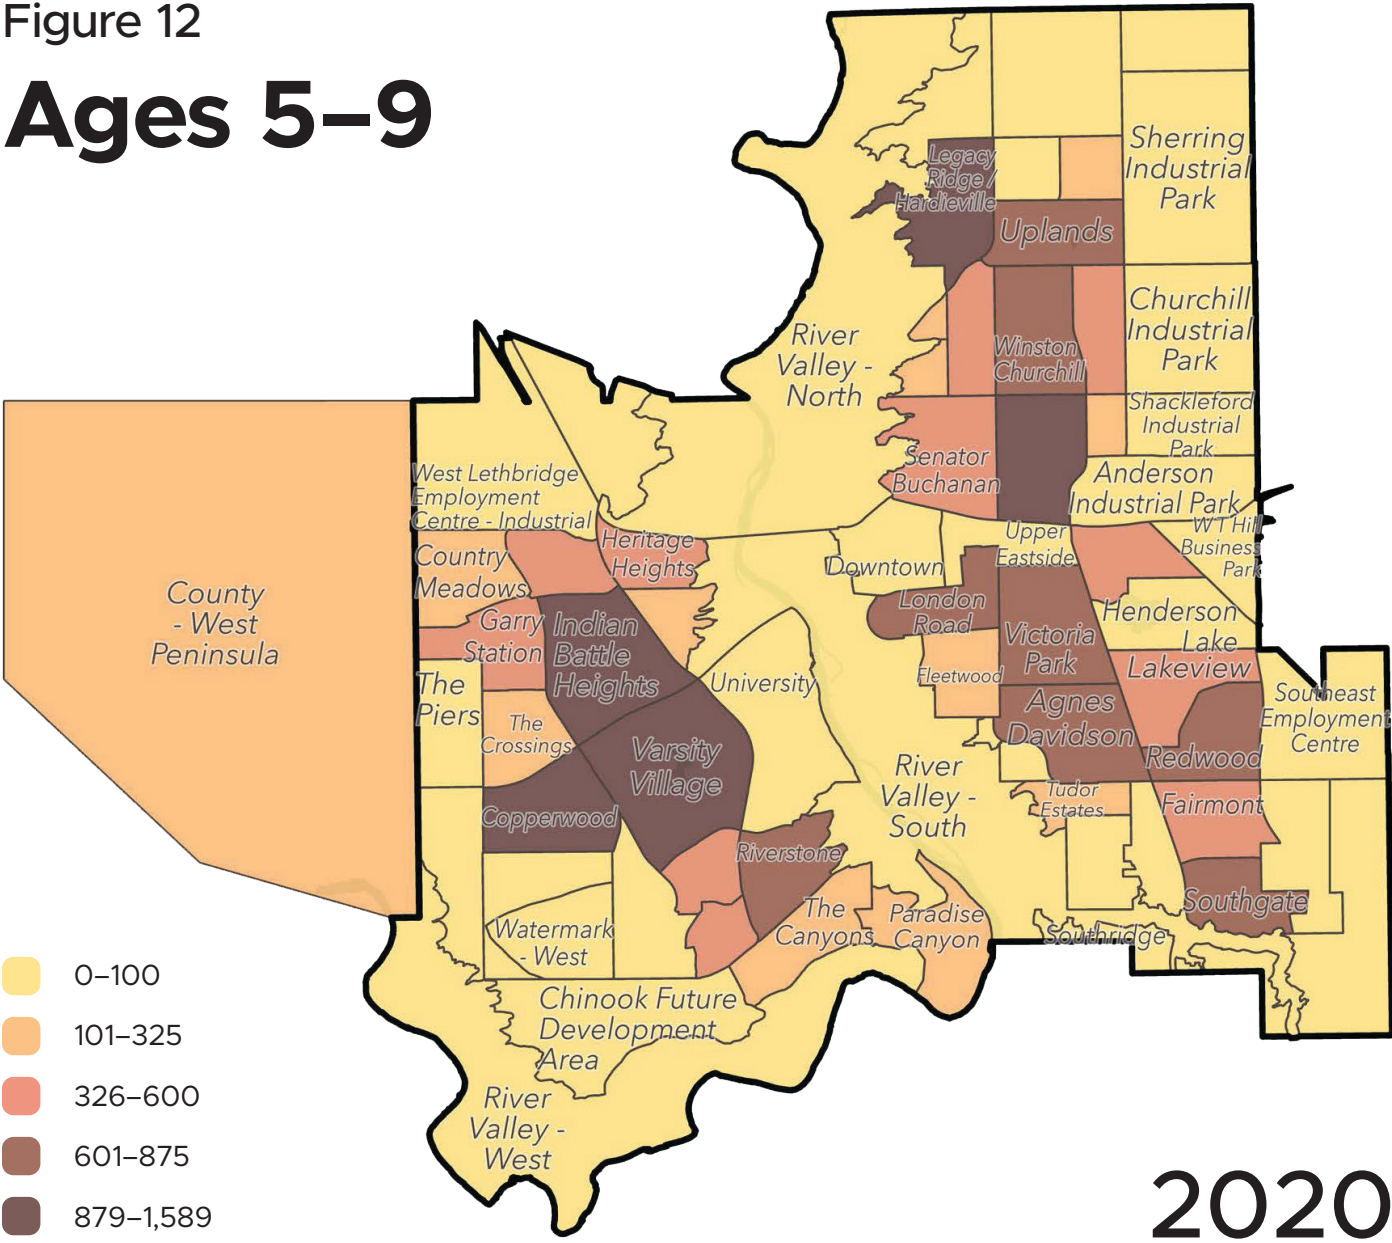 Figure 12
Ages 5–9
Sherring
Industrial
Park
Legacy
Ridge /
Hardieville
Uplands
Churchill
Industrial
Park
River
Valley -
North
Winston
Churchill
Shackleford
Industrial
Park
Senator
Buchanan
Anderson
Industrial Park
West Lethbridge
Employment
Centre - Industrial
W T Hill
Business
Park
Upper
Eastside
Heritage
Heights
Country
Meadows
Downtown
County
- West
Peninsula
London
Road
Henderson
Lake
Garry
Station
Indian
Battle
Heights
Victoria
Park
Lakeview
The
Piers
University
Fleetwood
Southeast
Employment
Centre
Agnes
Davidson
The
Crossings
Varsity
Village
Redwood
River
Valley -
South
Tudor
Estates
Fairmont
Copperwood
Riverstone
Southgate
The
Canyons
Paradise
Canyon
Watermark
- West
Southridge
Chinook Future
Development
Area
River
Valley -
West
0–100
101–325
326–600
601–875
879–1,589
2020